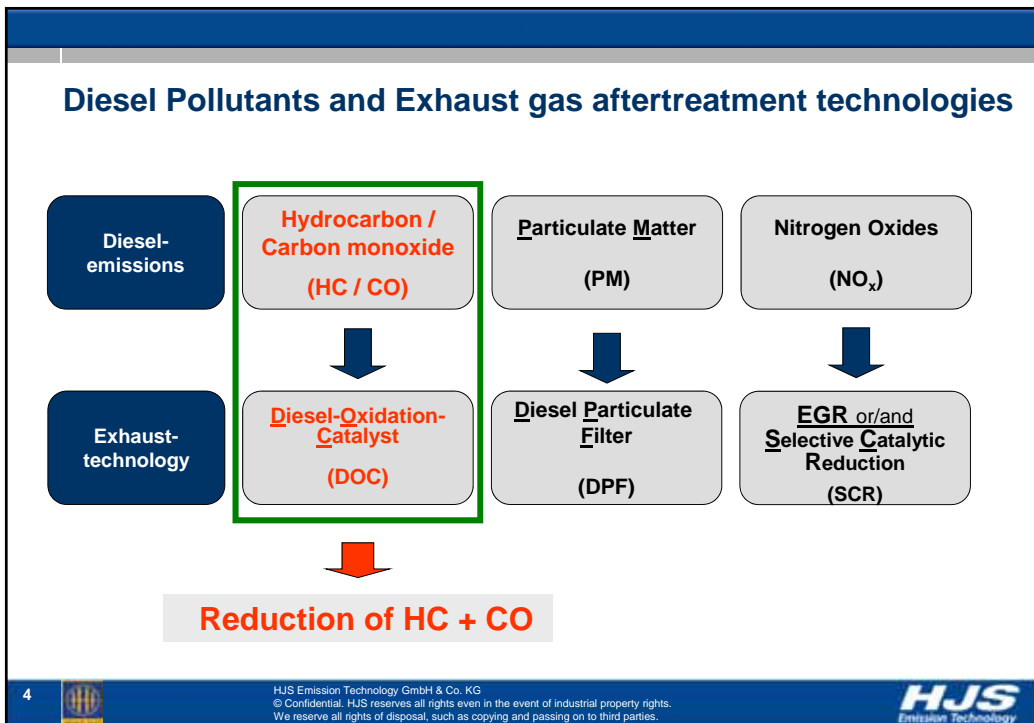 Diesel Pollutants and Exhaust gas aftertreatment technologies
Diesel-
emissions
Hydrocarbon /
Carbon monoxide
(HC / CO)
Particulate Matter
(PM)
Nitrogen Oxides
(NOx)
Exhaust-
technology
Diesel-Oxidation-
Catalyst
(DOC)
Diesel Particulate
Filter
(DPF)
EGR or/and
Selective Catalytic
Reduction
(SCR)
Reduction of HC + CO
4
HJS Emission Technology GmbH & Co. KG
© Confidential. HJS reserves all rights even in the event of industrial property rights.
We reserve all rights of disposal, such as copying and passing on to third parties.
HJS
Emission Technology